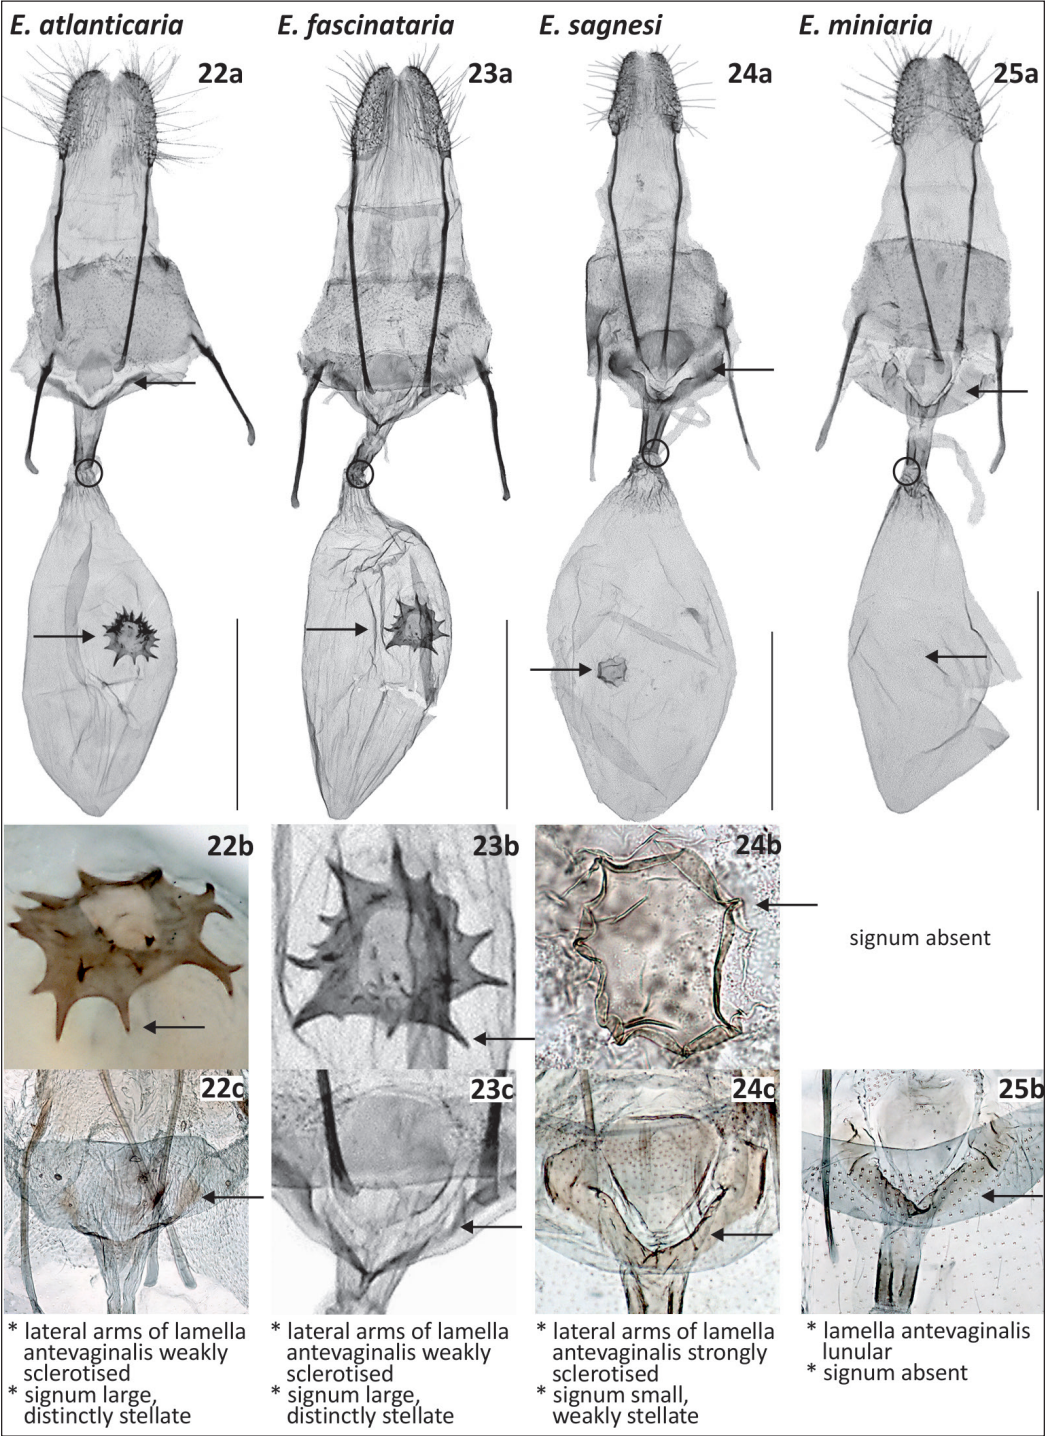 E. atlanticaria
E. fascinataria
E. sagnesi
E. miniaria
22a
23a
24a
25a
22b
23b
24b
signum absent
22c
23c
24c
25b
* lateral arms of lamella
antevaginalis weakly
sclerotised
* signum large,
distinctly stellate
* lateral arms of lamella
antevaginalis weakly
sclerotised
* signum large,
distinctly stellate
* lateral arms of lamella
antevaginalis strongly
sclerotised
* signum small,
weakly stellate
* lamella antevaginalis
lunular
* signum absent